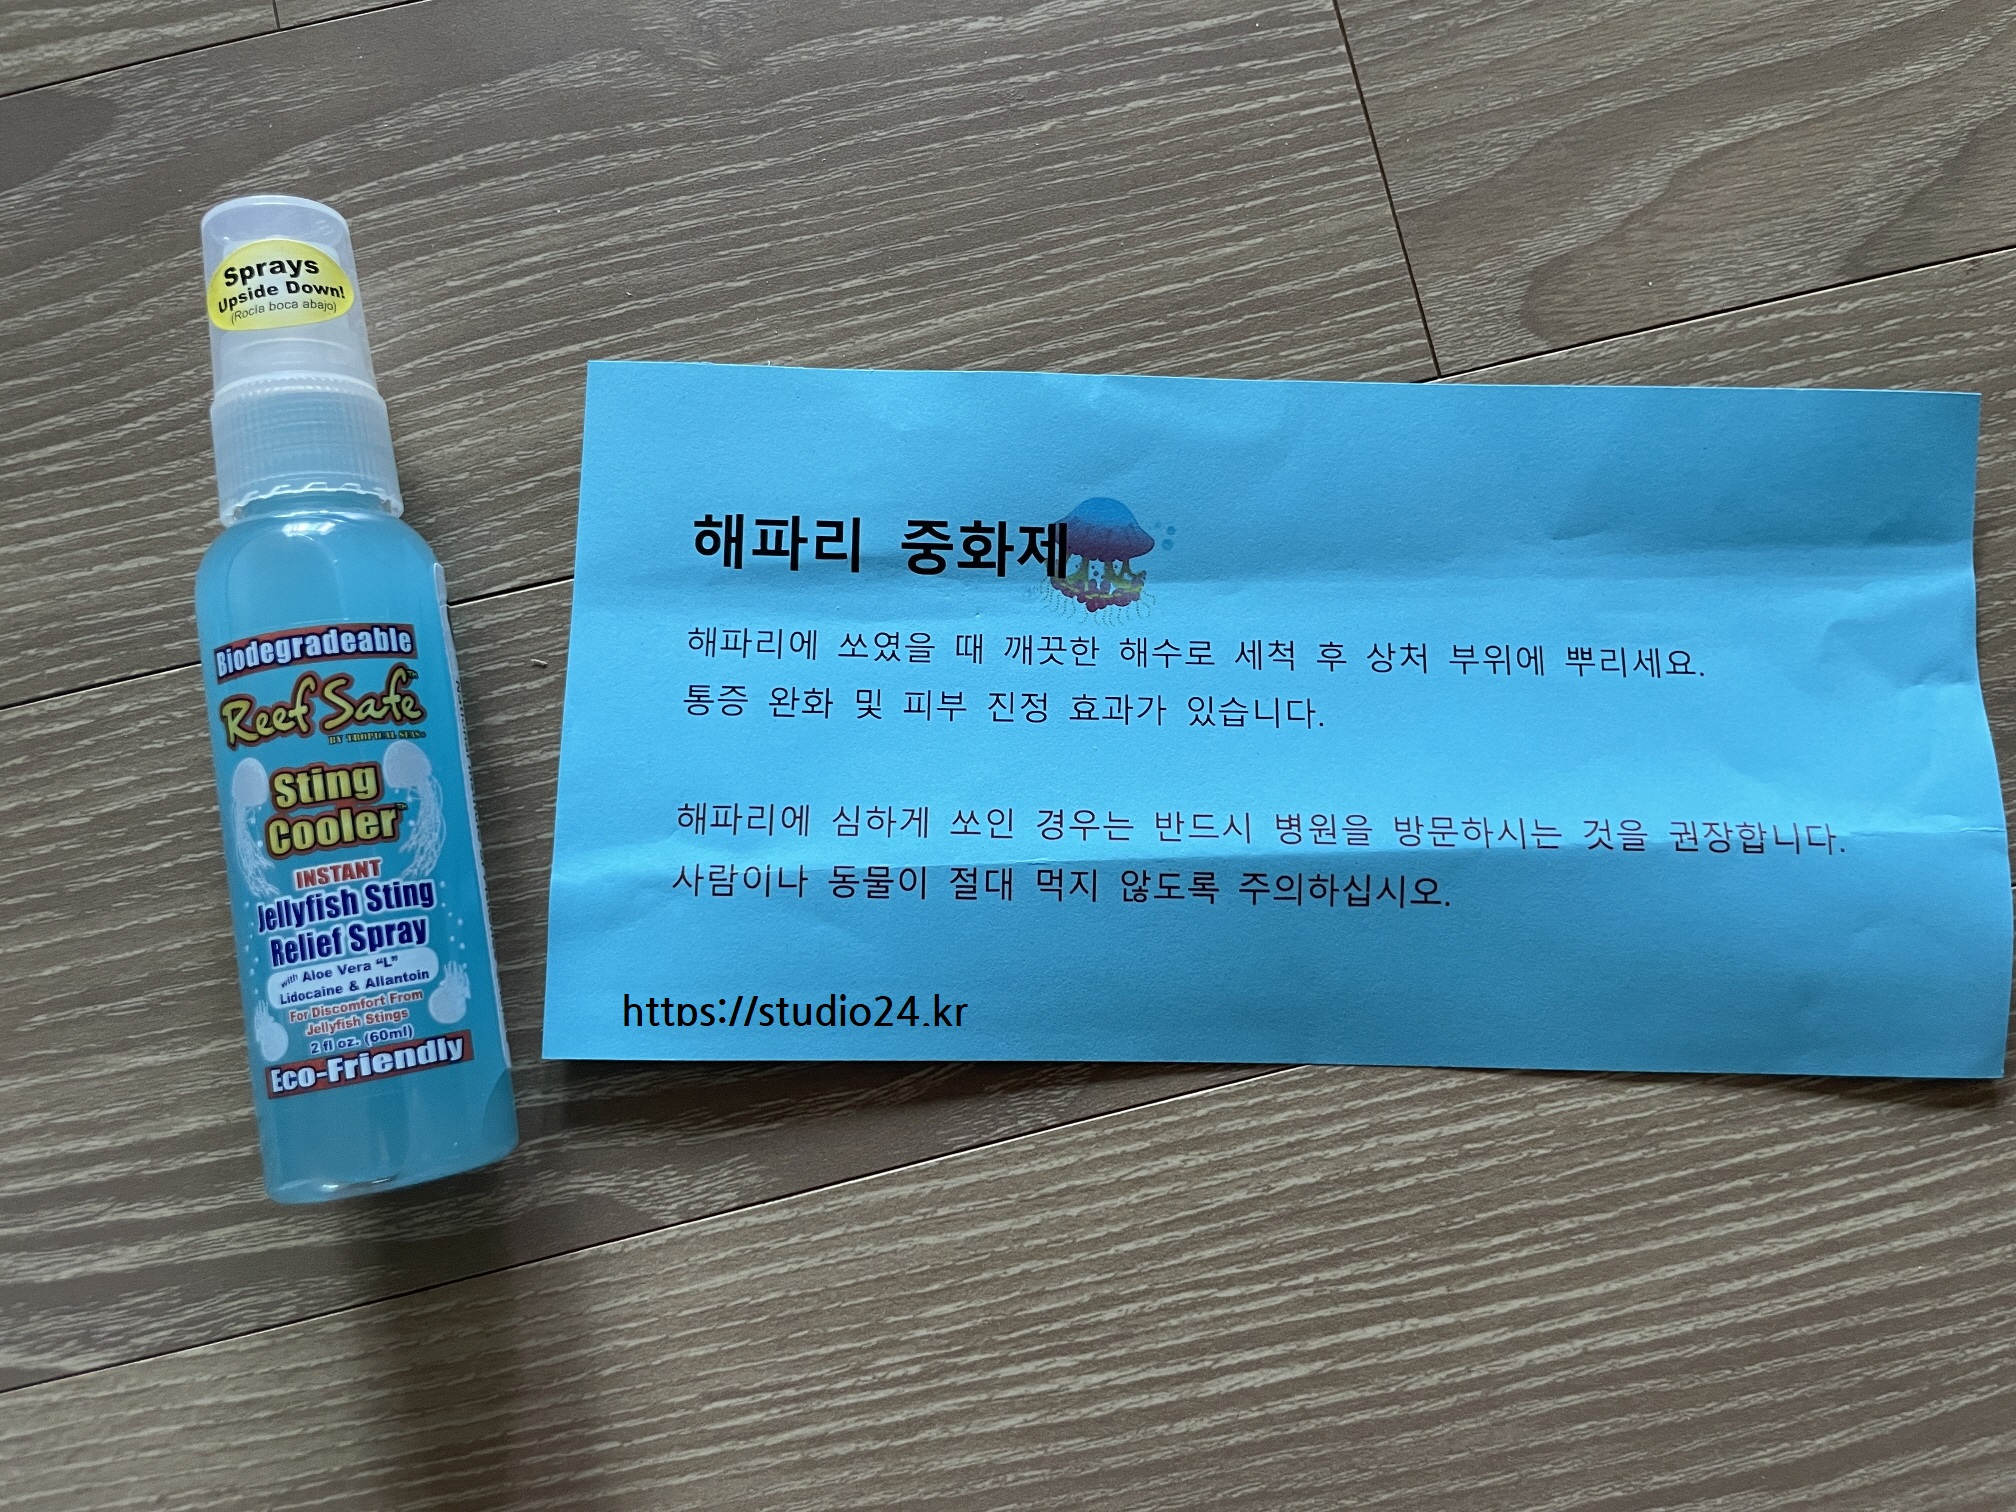 Sprays
Upside Down!
(Rocía boca abajo)
Biodegradeable
Reef Safe™
BY TROPICAL SEAS
Sting
Cooler™
INSTANT
Jellyfish Sting
Relief Spray
with Aloe Vera "L"
Lidocaine & Allantoin
For Discomfort From
Jellyfish Stings
2 fl oz. (60ml)
Eco-Friendly
해파리 중화제
해파리에 쏘였을 때 깨끗한 해수로 세척 후 상처 부위에 뿌리세요.
통증 완화 및 피부 진정 효과가 있습니다.
해파리에 심하게 쏘인 경우는 반드시 병원을 방문하시는 것을 권장합니다.
사람이나 동물이 절대 먹지 않도록 주의하십시오.
https://studio24.kr